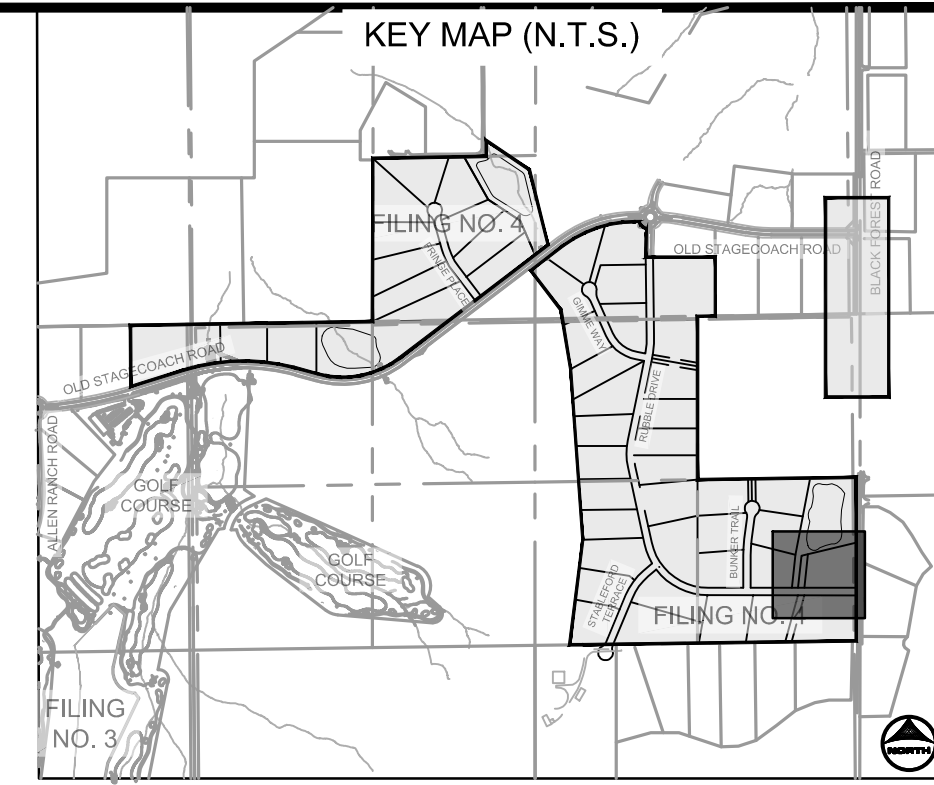 KEY MAP (N.T.S.)
BLACK FOREST ROAD
FILING NO. 4
OLD STAGECOACH ROAD
FRINGE PLACE
GIMME WAY
OLD STAGECOACH ROAD
RUBBLE DRIVE
ALLEN RANCH ROAD
GOLF
COURSE
BUNKER TRAIL
GOLF
COURSE
STABLEFORD
TERRACE
FILING NO. 4
FILING
NO. 3
NORTH